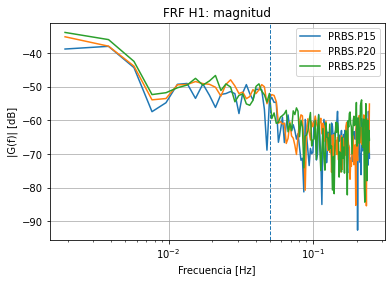 FRF H1: magnitud
PRBS.P15
PRBS.P20
PRBS.P25
−40
−50
−60
−70
−80
−90
|G(f)| [dB]
10⁻²
10⁻¹
Frecuencia [Hz]